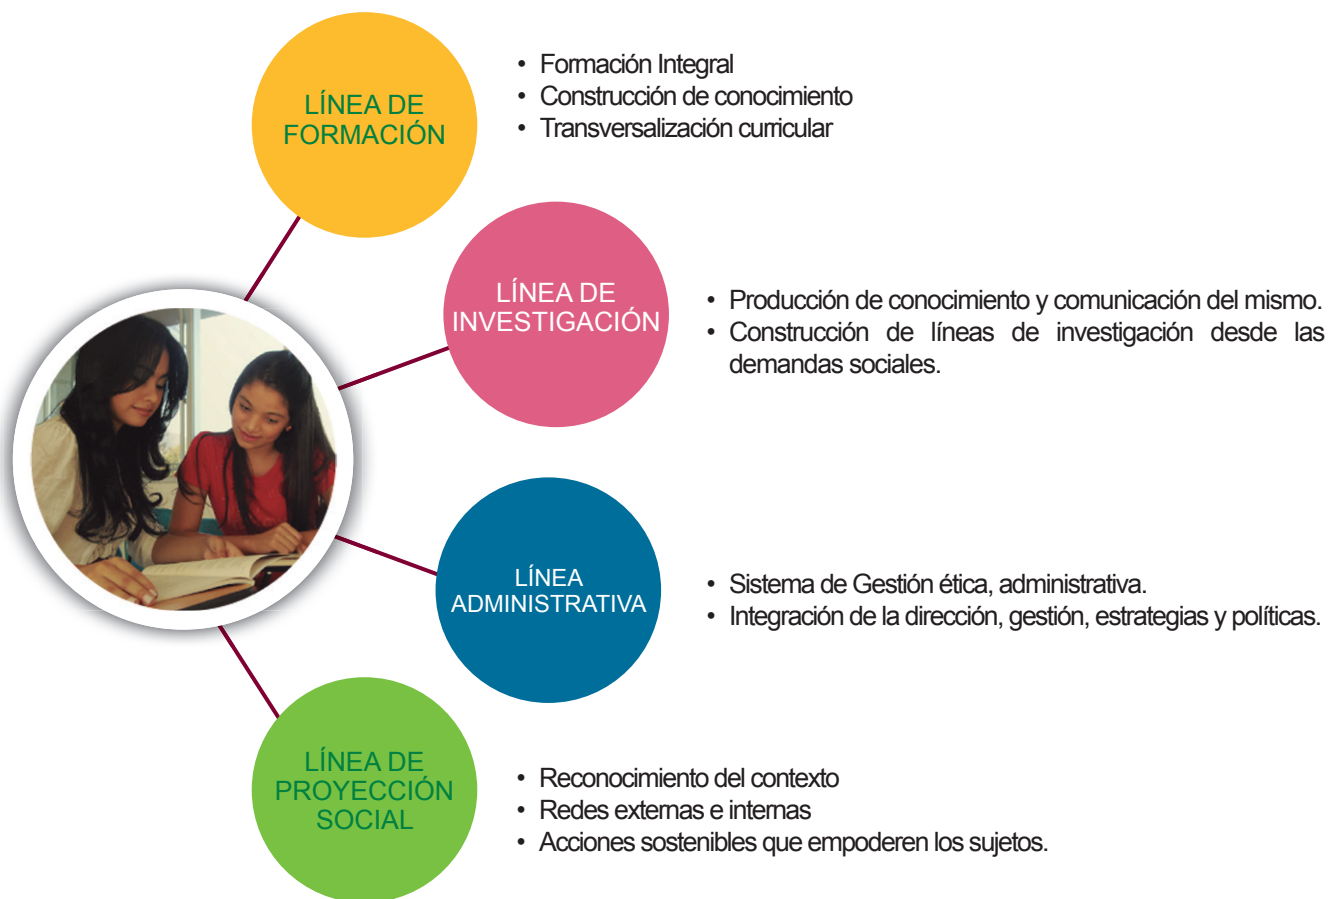 LÍNEA DE
FORMACIÓN
• Formación Integral
• Construcción de conocimiento
• Transversalización curricular
LÍNEA DE
INVESTIGACIÓN
• Producción de conocimiento y comunicación del mismo.
• Construcción de líneas de investigación desde las
demandas sociales.
LÍNEA
ADMINISTRATIVA
• Sistema de Gestión ética, administrativa.
• Integración de la dirección, gestión, estrategias y políticas.
LÍNEA DE
PROYECCIÓN
SOCIAL
• Reconocimiento del contexto
• Redes externas e internas
• Acciones sostenibles que empoderen los sujetos.